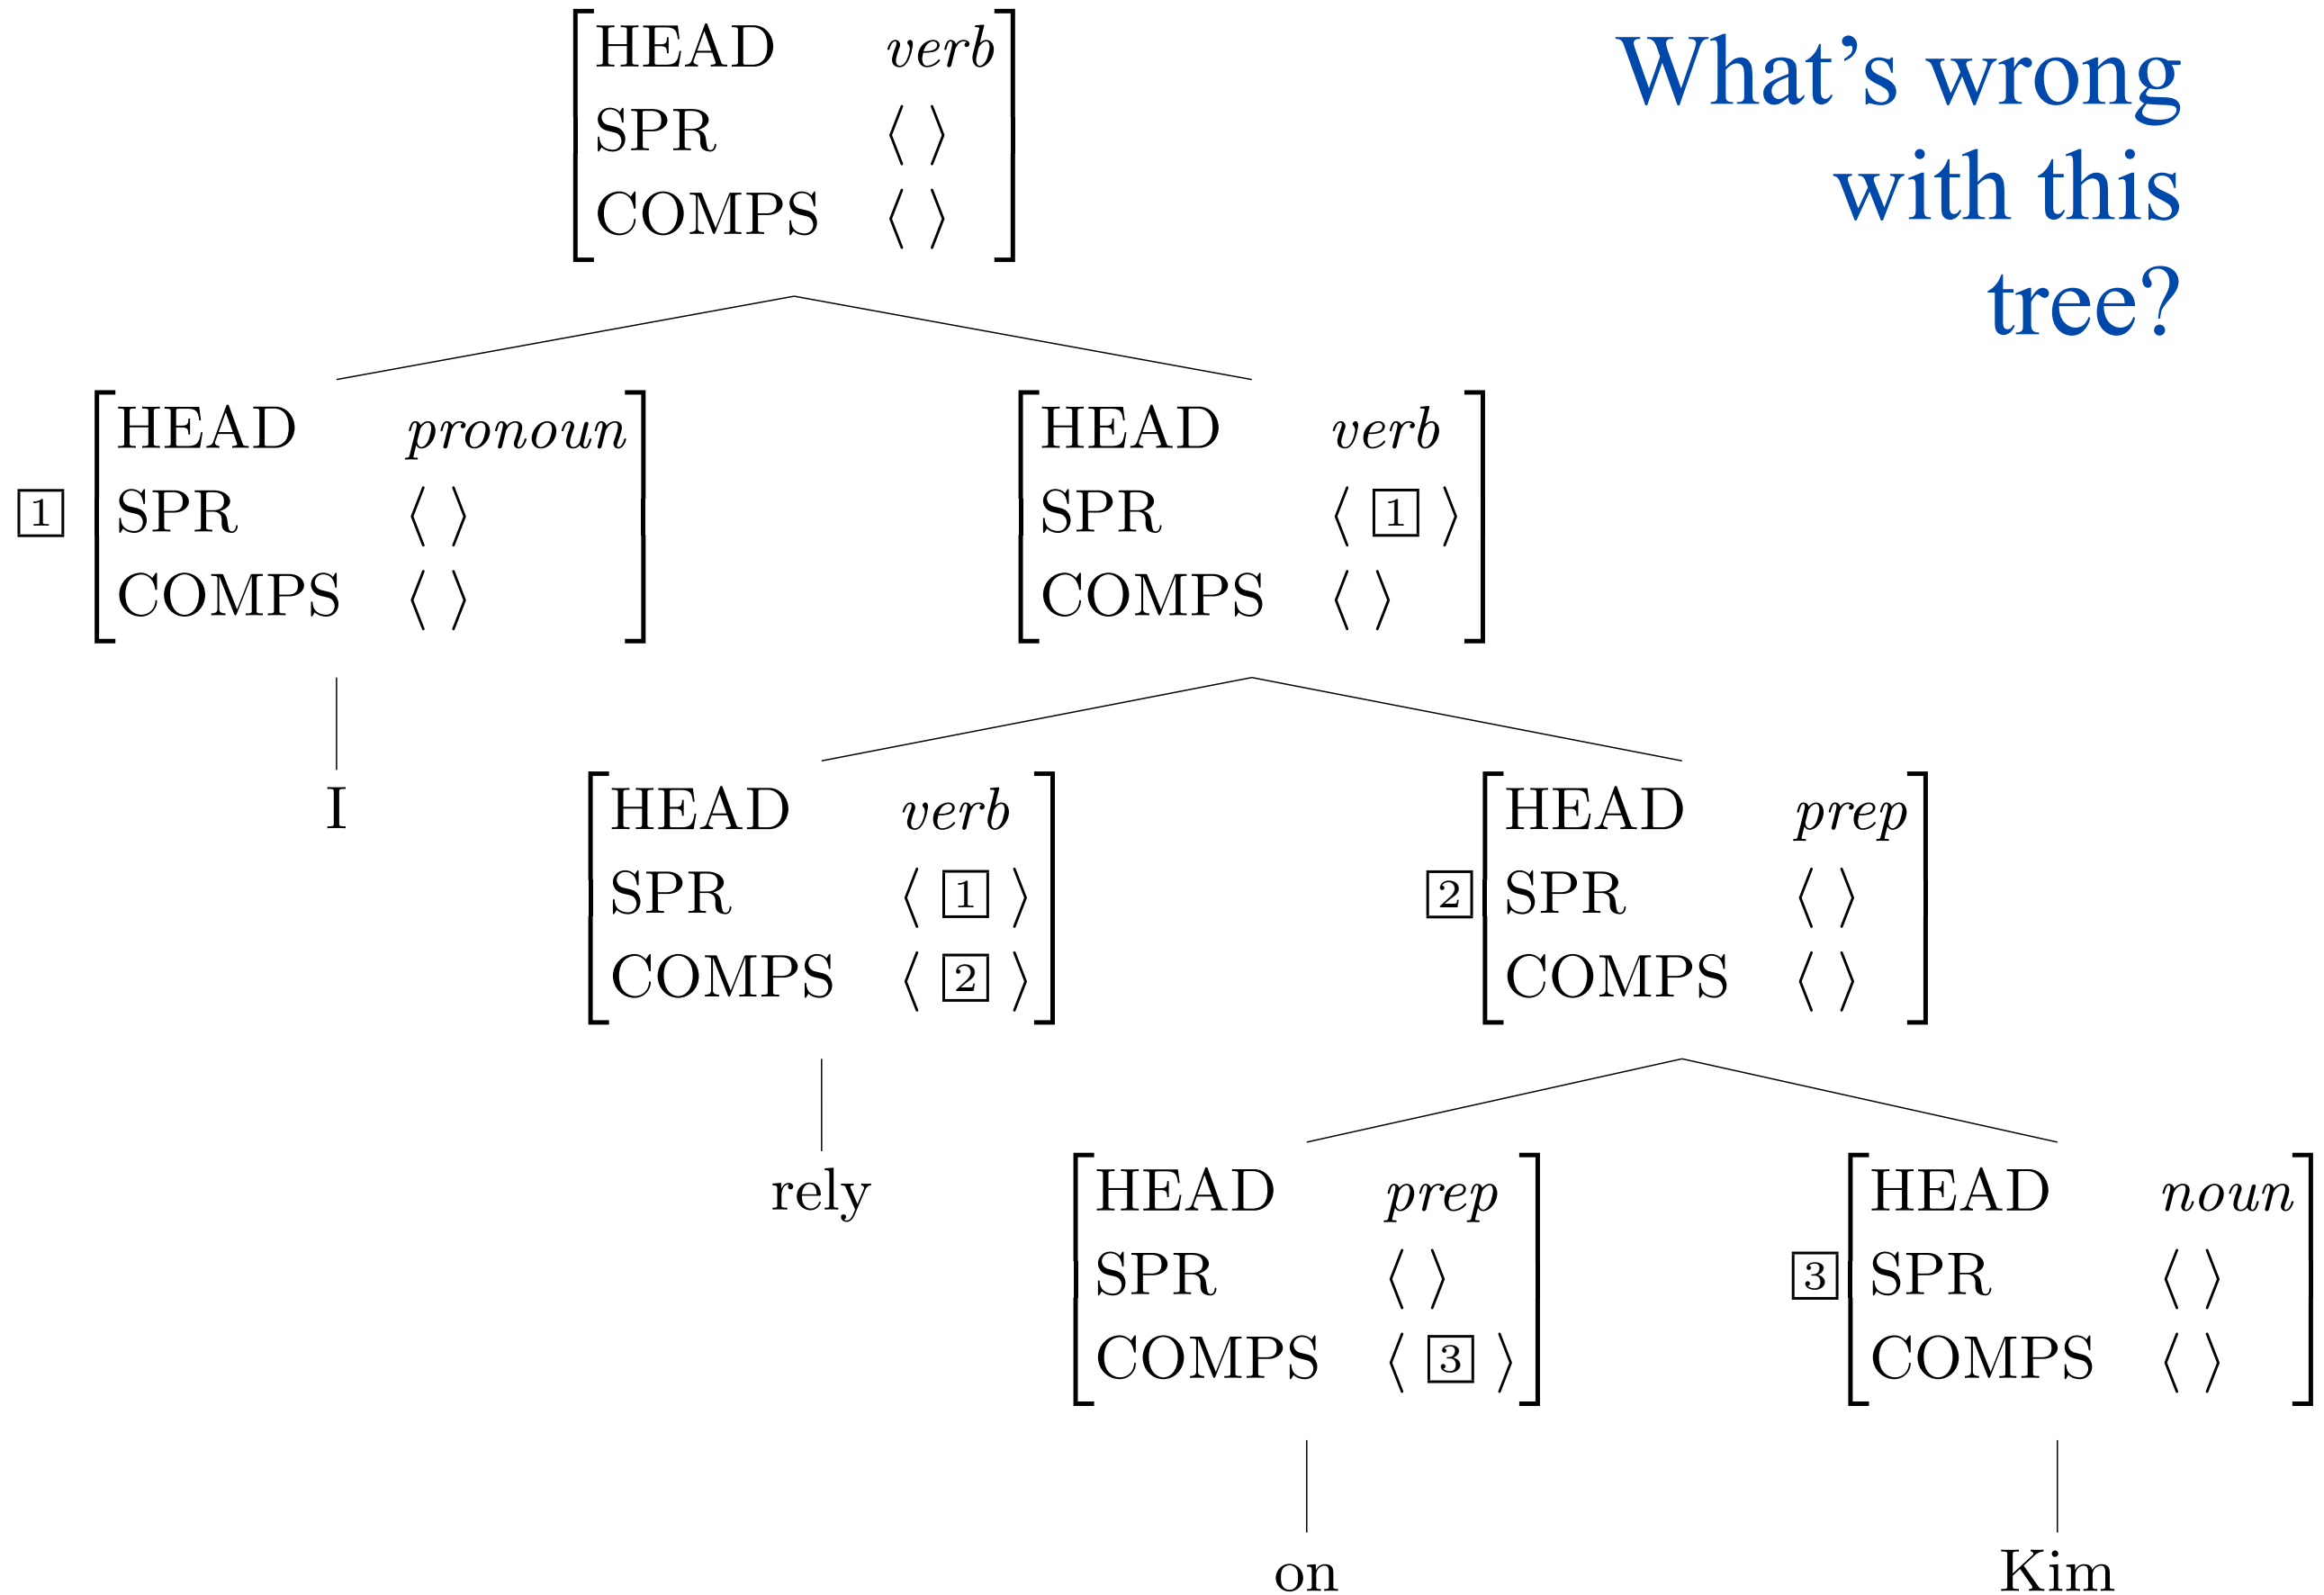 What's wrong
with this
tree?
HEAD verb
SPR ⟨ ⟩
COMPS ⟨ ⟩
1
HEAD pronoun
SPR ⟨ ⟩
COMPS ⟨ ⟩
HEAD verb
SPR ⟨ 1 ⟩
COMPS ⟨ ⟩
I
HEAD verb
SPR ⟨ 1 ⟩
COMPS ⟨ 2 ⟩
2
HEAD prep
SPR ⟨ ⟩
COMPS ⟨ ⟩
rely
HEAD prep
SPR ⟨ ⟩
COMPS ⟨ 3 ⟩
3
HEAD noun
SPR ⟨ ⟩
COMPS ⟨ ⟩
on
Kim